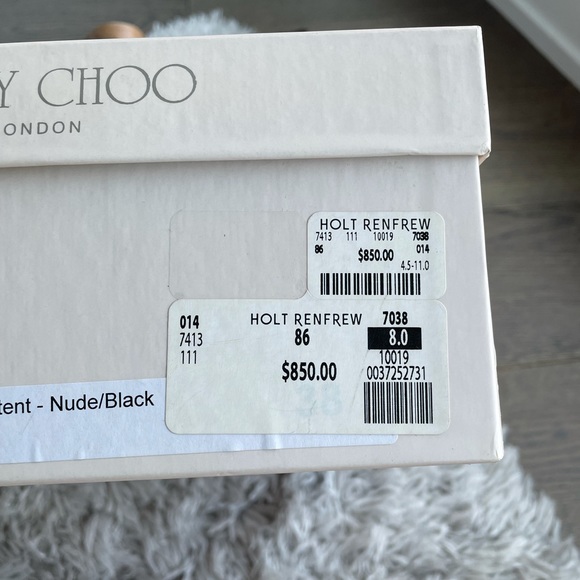 Y CHOO
ONDON
HOLT RENFREW
7413 111 10019 7038
86 $850.00 014
4.5-11.0
014 HOLT RENFREW 7038
7413 86 8.0
111 10019
$850.00 0037252731
tent - Nude/Black